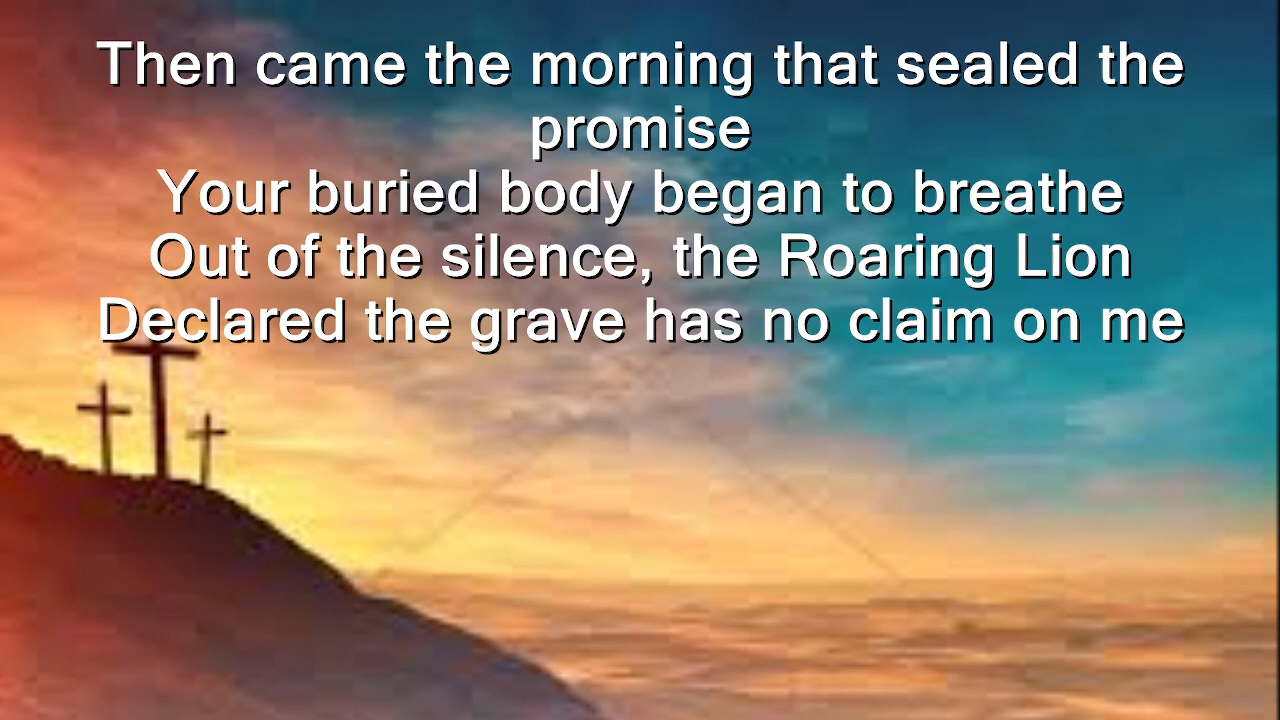 Then came the morning that sealed the
promise
Your buried body began to breathe
Out of the silence, the Roaring Lion
Declared the grave has no claim on me